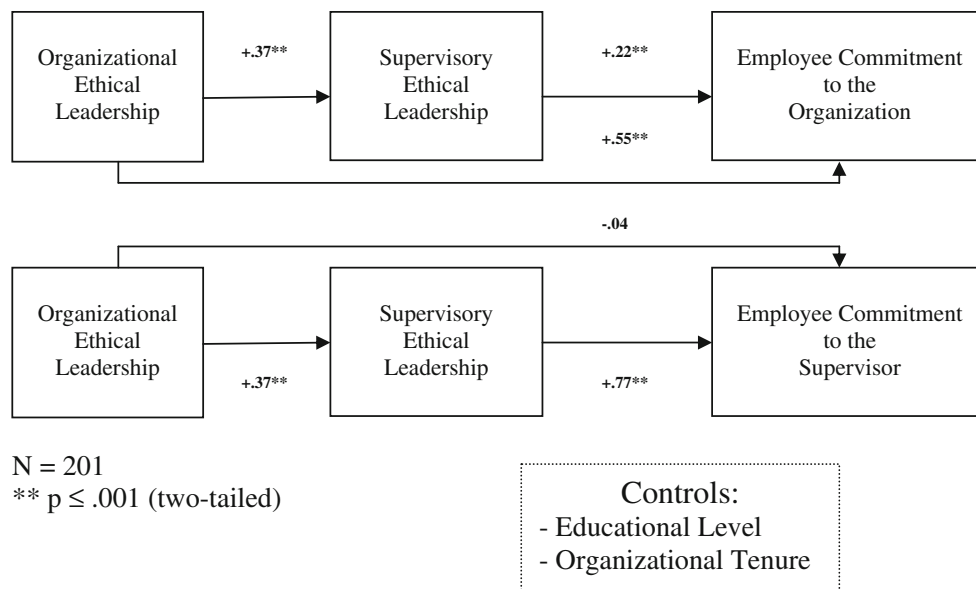 +.37**
+.22**
Organizational
Ethical
Leadership
Supervisory
Ethical
Leadership
Employee Commitment
to the
Organization
+.55**
-.04
Organizational
Ethical
Leadership
Supervisory
Ethical
Leadership
Employee Commitment
to the
Supervisor
+.37**
+.77**
N = 201
** p ≤ .001 (two-tailed)
Controls:
- Educational Level
- Organizational Tenure